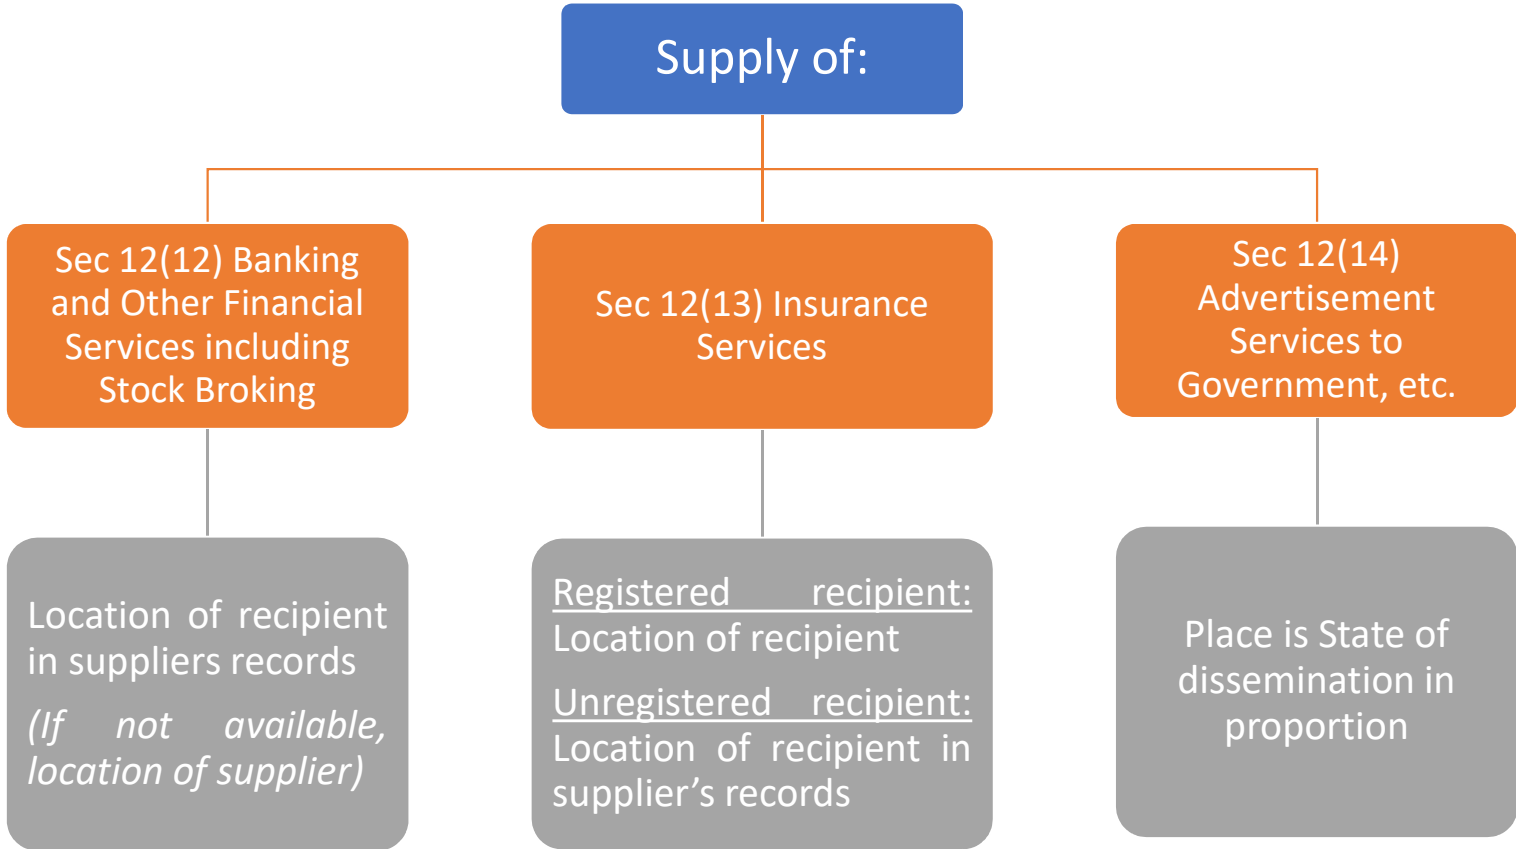 Supply of:
Sec 12(12) Banking
and Other Financial
Services including
Stock Broking
Sec 12(13) Insurance
Services
Sec 12(14)
Advertisement
Services to
Government, etc.
Location of recipient
in suppliers records
(If not available,
location of supplier)
Registered recipient:
Location of recipient
Unregistered recipient:
Location of recipient in
supplier’s records
Place is State of
dissemination in
proportion